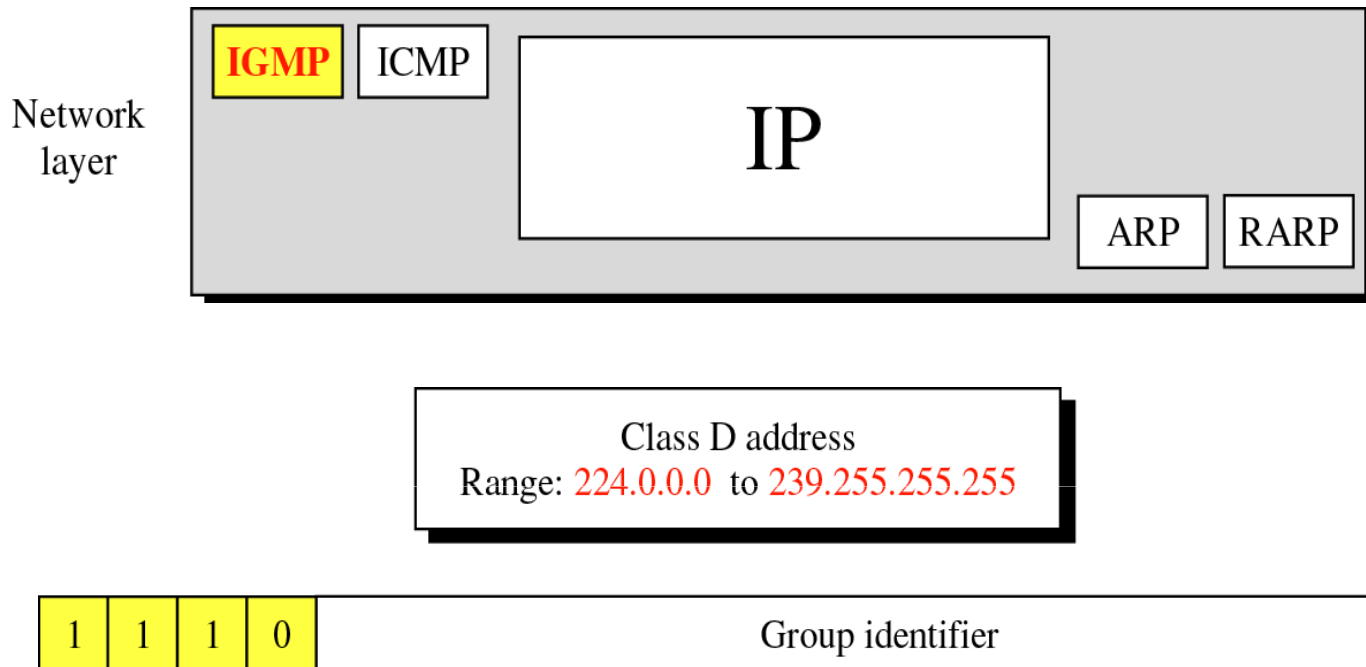 Network
layer
IGMP
ICMP
IP
ARP
RARP
Class D address
Range: 224.0.0.0 to 239.255.255.255
1 1 1 0 Group identifier